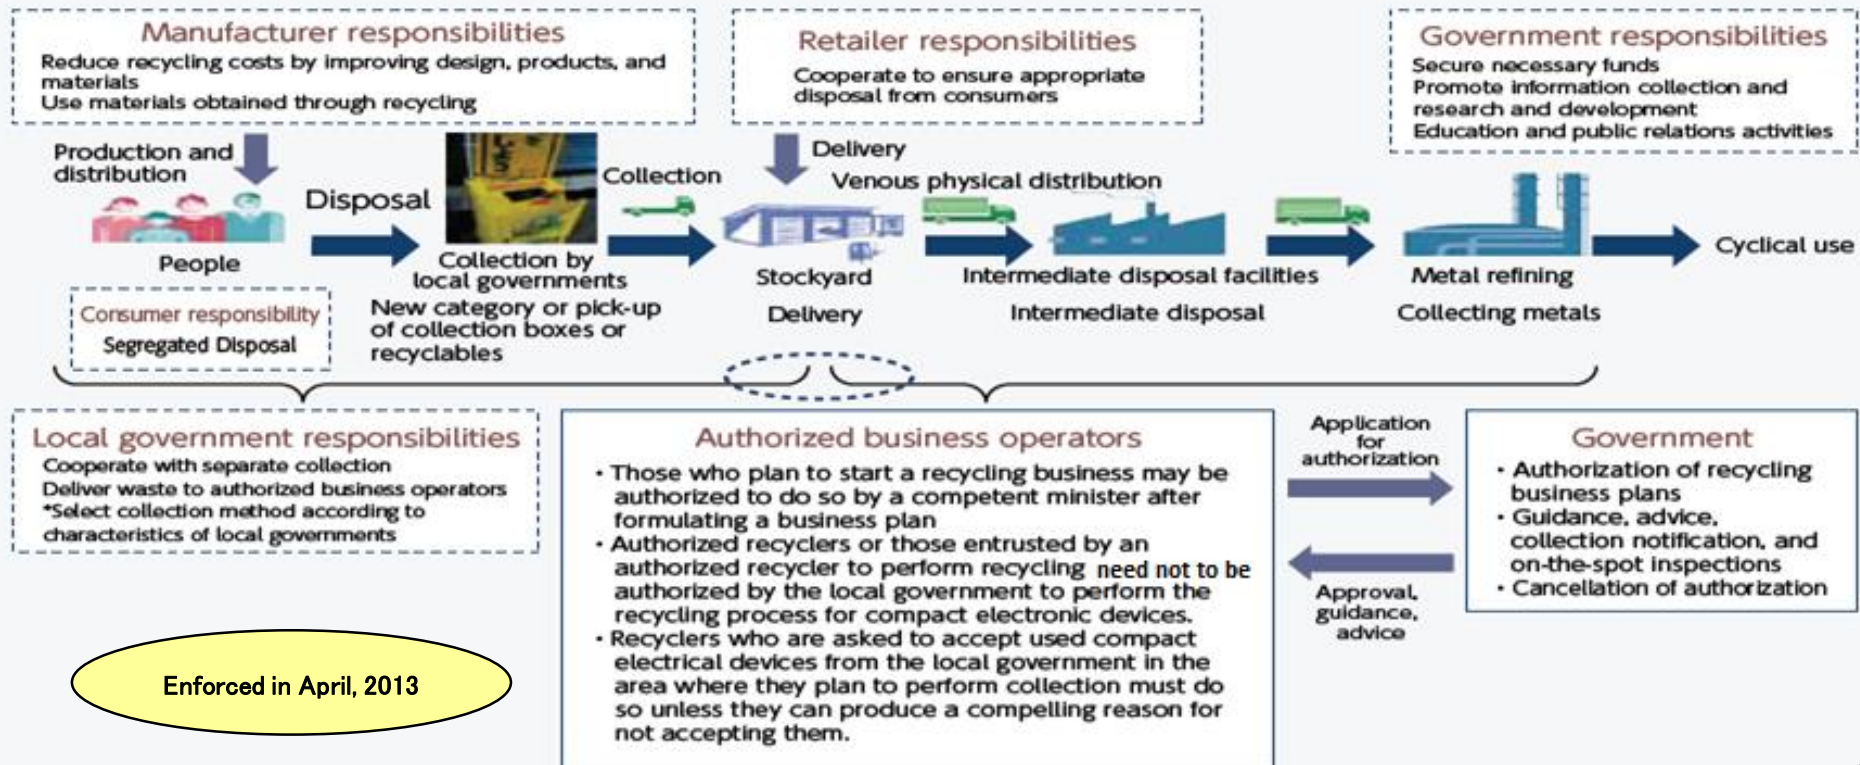 Manufacturer responsibilities
Reduce recycling costs by improving design, products, and
materials
Use materials obtained through recycling
Retailer responsibilities
Cooperate to ensure appropriate
disposal from consumers
Government responsibilities
Secure necessary funds
Promote information collection and
research and development
Education and public relations activities
Production and
distribution
Disposal
Collection
Delivery
Venous physical distribution
People
Collection by
local governments
New category or pick-up
of collection boxes or
recyclables
Stockyard
Delivery
Intermediate disposal facilities
Intermediate disposal
Metal refining
Collecting metals
Cyclical use
Consumer responsibility
Segregated Disposal
Local government responsibilities
Cooperate with separate collection
Deliver waste to authorized business operators
*Select collection method according to
characteristics of local governments
Authorized business operators
・Those who plan to start a recycling business may be
authorized to do so by a competent minister after
formulating a business plan
・Authorized recyclers or those entrusted by an
authorized recycler to perform recycling need not to be
authorized by the local government to perform the
recycling process for compact electronic devices.
・Recyclers who are asked to accept used compact
electrical devices from the local government in the
area where they plan to perform collection must do
so unless they can produce a compelling reason for
not accepting them.
Application
for
authorization
Approval,
guidance,
advice
Government
・Authorization of recycling
business plans
・Guidance, advice,
collection notification, and
on-the-spot inspections
・Cancellation of authorization
Enforced in April, 2013